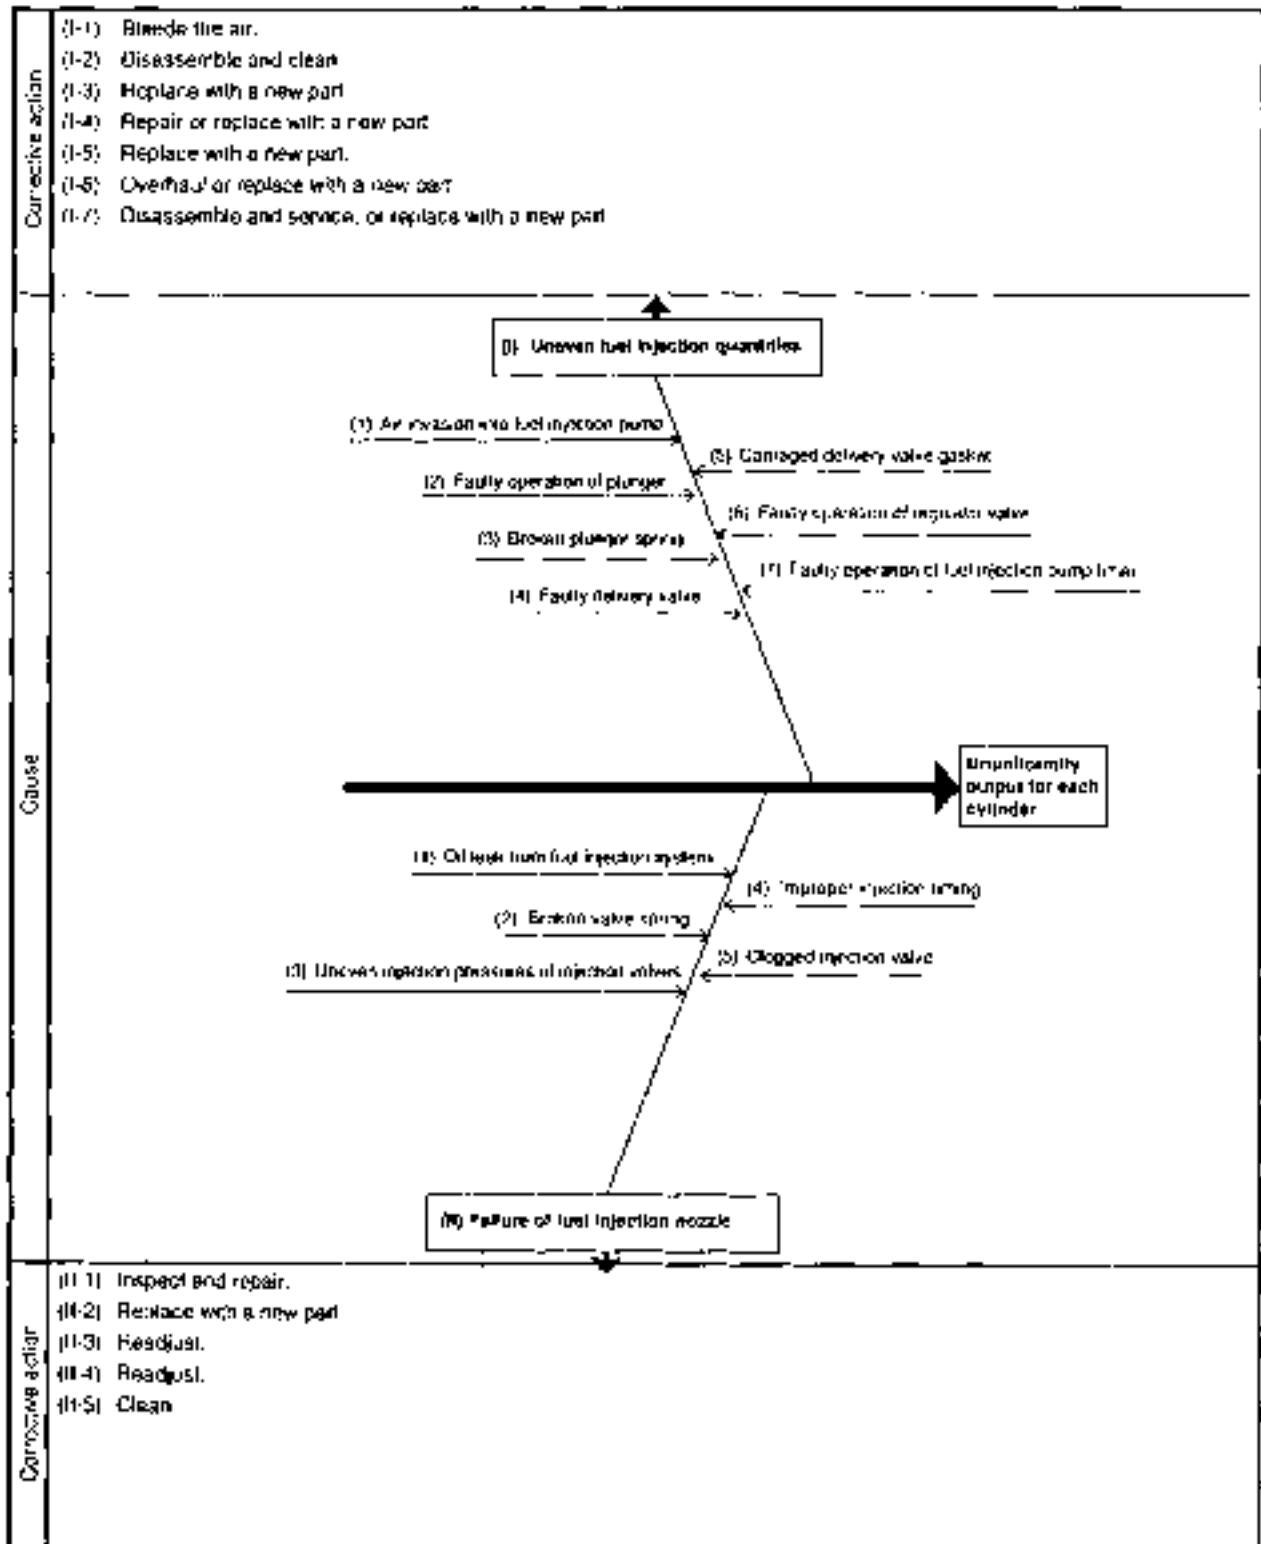 Corrective action
(I-1) Bleede the air.
(I-2) Disassemble and clean
(I-3) Replace with a new part
(I-4) Repair or replace with a new part
(I-5) Replace with a new part.
(I-6) Overhaul or replace with a new part
(I-7) Disassemble and service, or replace with a new part
Cause
(I) Uneven fuel injection quantities
(1) Air invasion into fuel injection pump
(5) Damaged delivery valve gasket
(2) Faulty operation of plunger
(6) Faulty operation of regulator valve
(3) Broken plunger spring
(7) Faulty operation of fuel injection pump timer
(4) Faulty delivery valve
Ununiformity
output for each
cylinder
(1) Oil leak from fuel injection system
(4) Improper injection timing
(2) Broken valve spring
(5) Clogged injection valve
(3) Uneven injection pressures of injection valves
(II) Failure of fuel injection nozzle
Corrective action
(II-1) Inspect and repair.
(II-2) Replace with a new part
(II-3) Readjust.
(II-4) Readjust.
(II-5) Clean